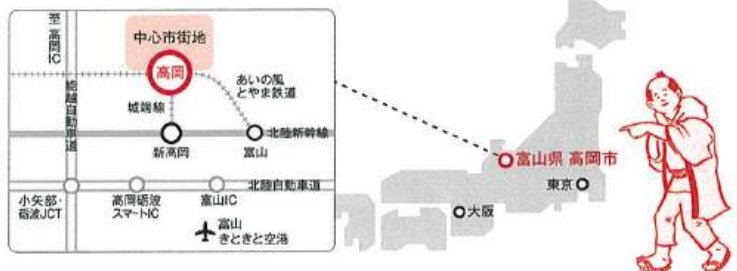 至 高岡IC
中心市街地
高岡
あいの風
とやま鉄道
能越自動車道
城端線
北陸新幹線
新高岡
富山
北陸自動車道
小矢部・
砺波JCT
高岡砺波
スマートIC
富山IC
富山
きときと空港
富山県 高岡市
東京
大阪